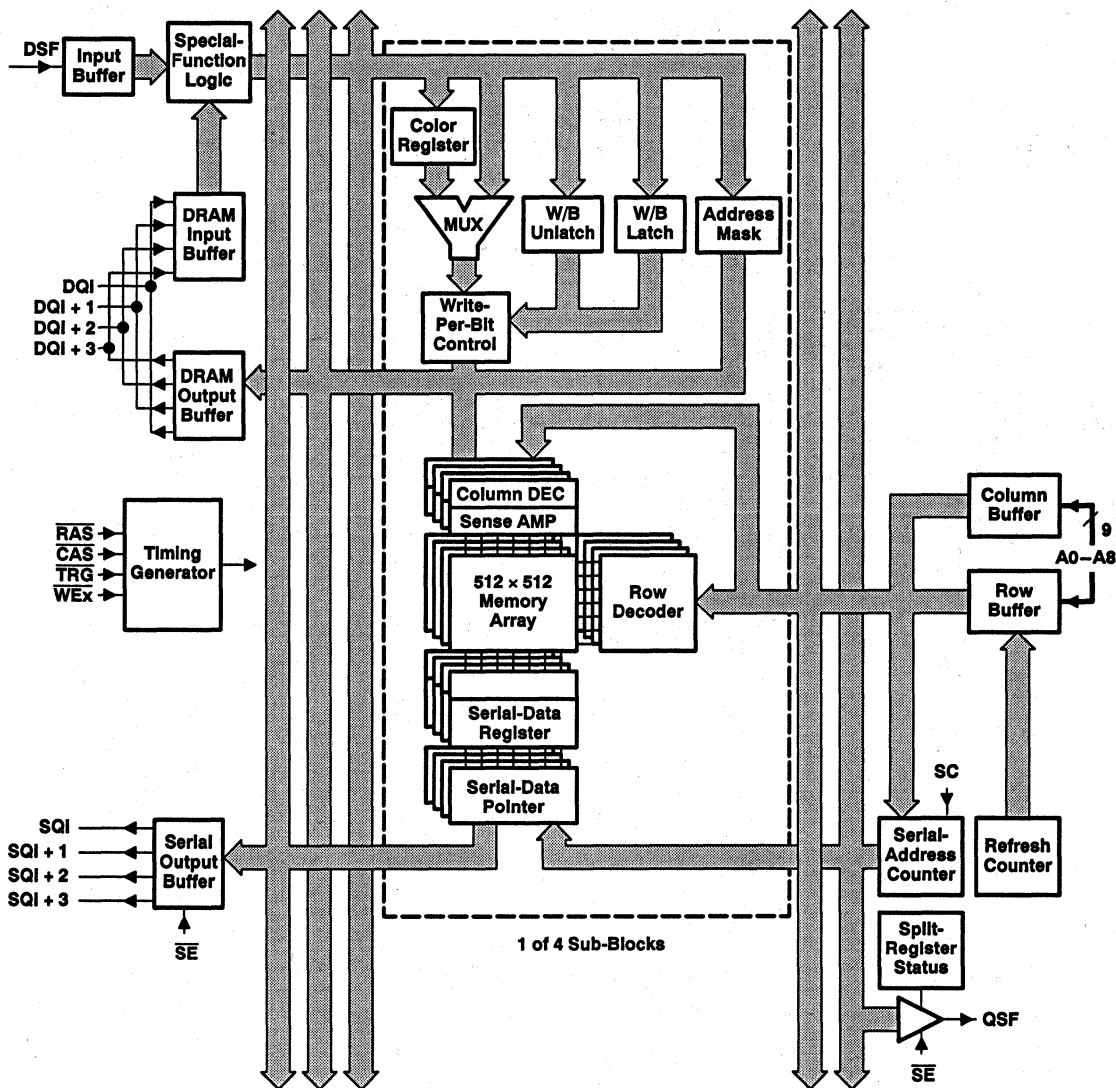 DSF
Input
Buffer
Special-
Function
Logic
Color
Register
MUX
W/B
Unlatch
W/B
Latch
Address
Mask
DRAM
Input
Buffer
DQI
DQI + 1
DQI + 2
DQI + 3
Write-
Per-Bit
Control
DRAM
Output
Buffer
Column DEC
Sense AMP
512 × 512
Memory
Array
Row
Decoder
Column
Buffer
9
A0–A8
Row
Buffer
RAS
CAS
TRG
WEx
Timing
Generator
Serial-Data
Register
Serial-Data
Pointer
SC
Serial-
Address
Counter
Refresh
Counter
SQI
SQI + 1
SQI + 2
SQI + 3
Serial
Output
Buffer
SE
1 of 4 Sub-Blocks
Split-
Register
Status
QSF
SE